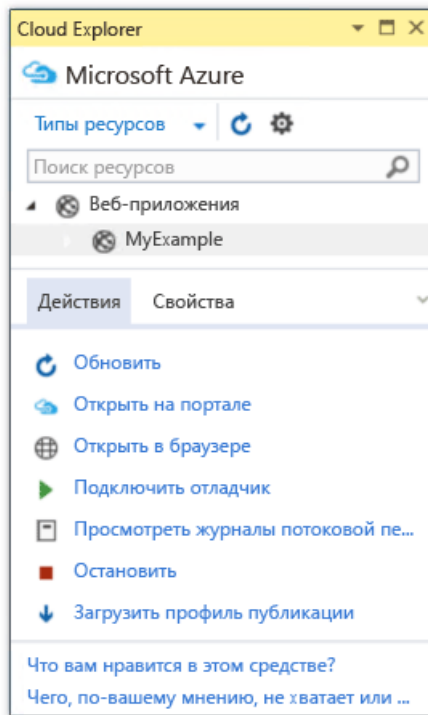 Cloud Explorer
Microsoft Azure
Типы ресурсов
Поиск ресурсов
Веб-приложения
MyExample
Действия Свойства
Обновить
Открыть на портале
Открыть в браузере
Подключить отладчик
Просмотреть журналы потоковой пе...
Остановить
Загрузить профиль публикации
Что вам нравится в этом средстве?
Чего, по-вашему мнению, не хватает или ...